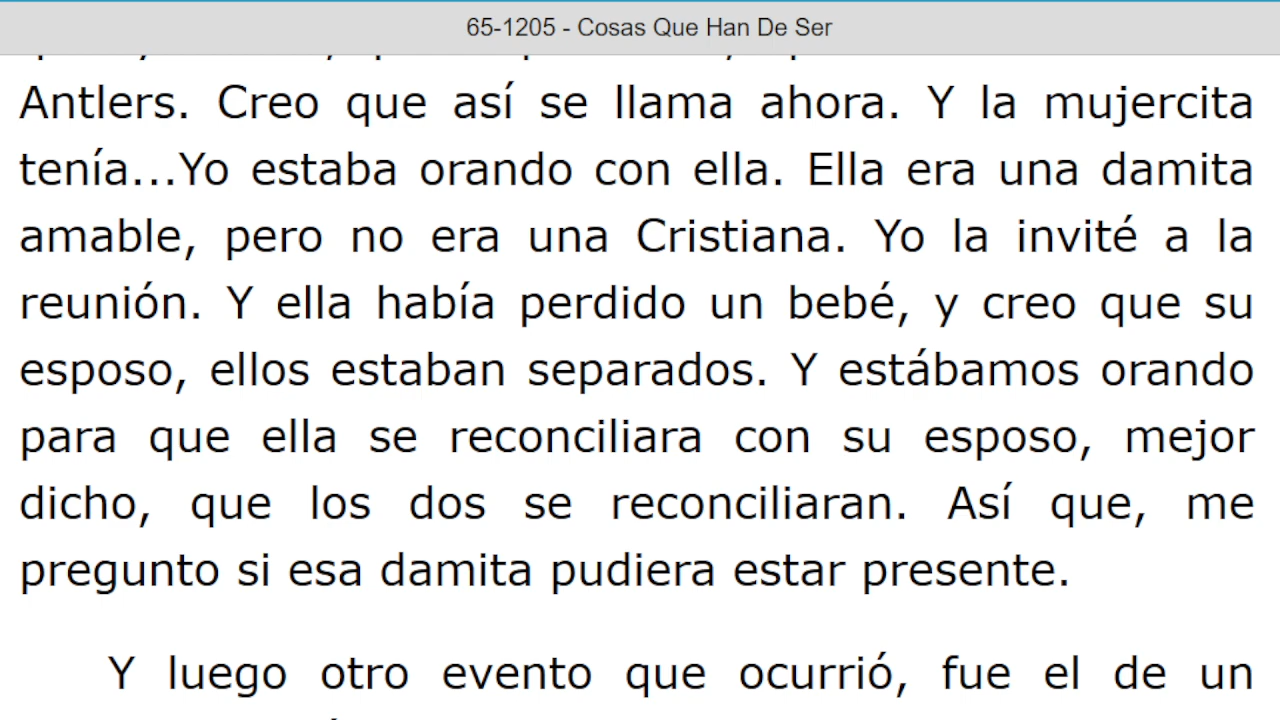 65-1205 - Cosas Que Han De Ser
Antlers. Creo que así se llama ahora. Y la mujercita
tenía...Yo estaba orando con ella. Ella era una damita
amable, pero no era una Cristiana. Yo la invité a la
reunión. Y ella había perdido un bebé, y creo que su
esposo, ellos estaban separados. Y estábamos orando
para que ella se reconciliara con su esposo, mejor
dicho, que los dos se reconciliaran. Así que, me
pregunto si esa damita pudiera estar presente.
Y luego otro evento que ocurrió, fue el de un